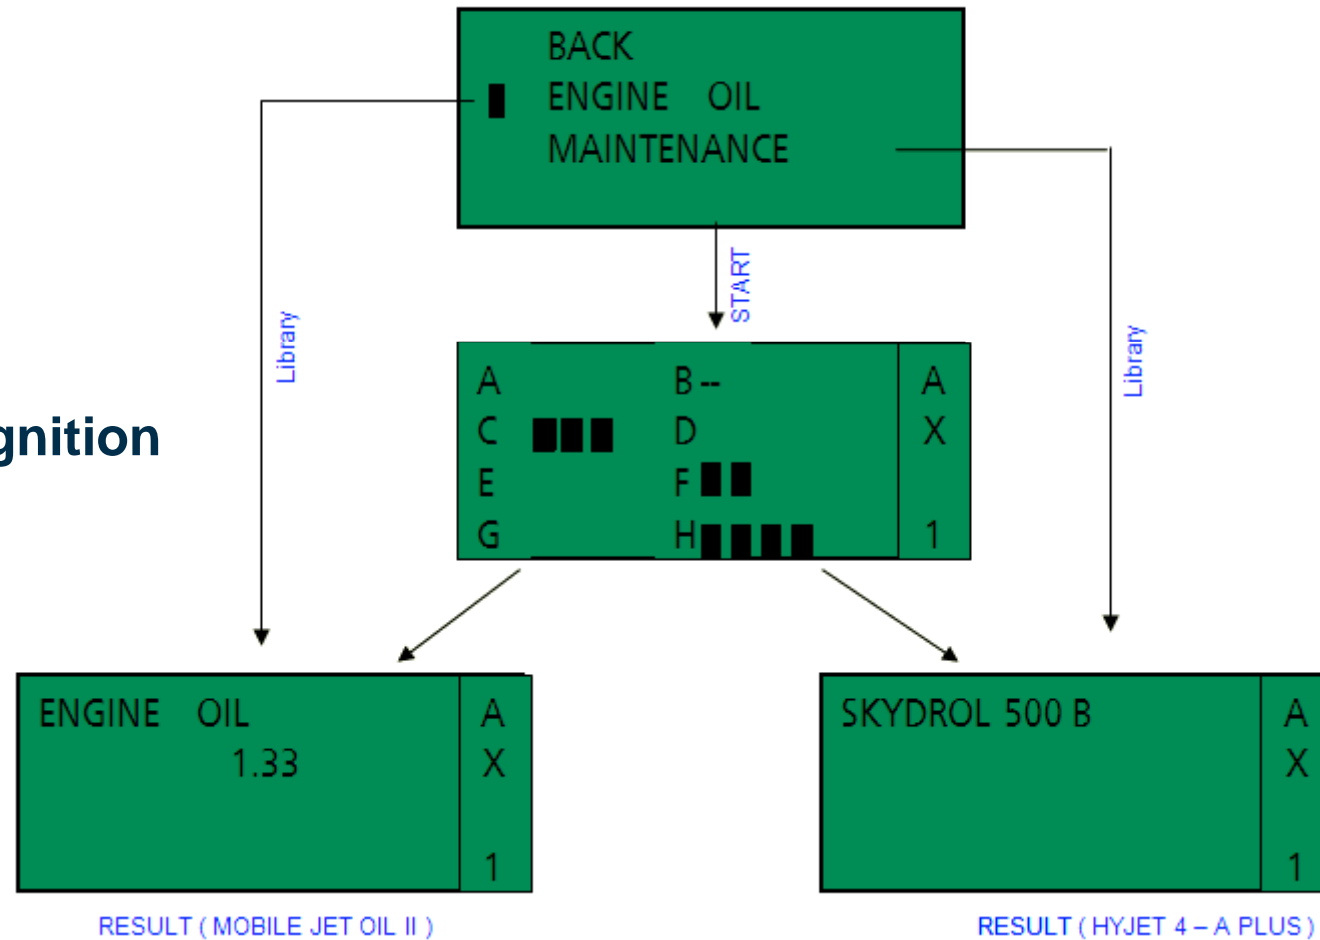 BACK
ENGINE OIL
MAINTENANCE
START
Library
Library
gnition
A B -- A
C D X
E F
G H 1
ENGINE OIL A
1.33 X
1
SKYDROL 500 B A
X
1
RESULT ( MOBILE JET OIL II )
RESULT ( HYJET 4 – A PLUS )